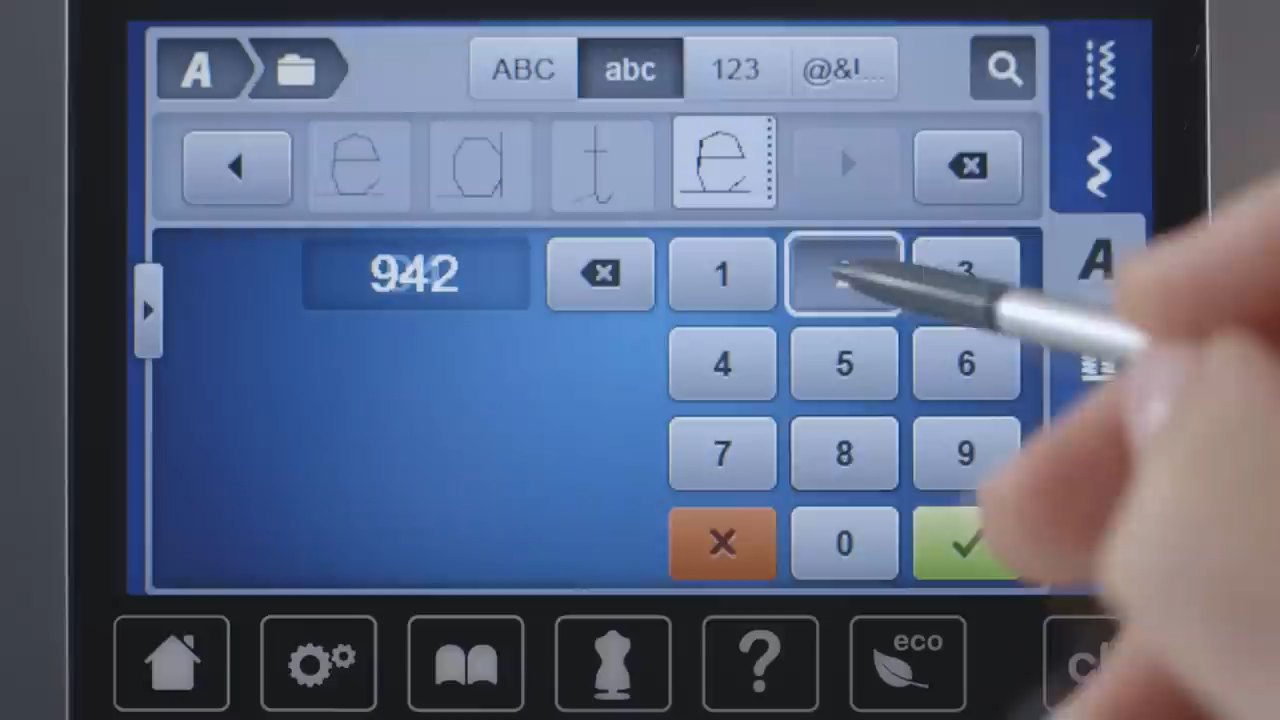 A ABC abc 123 @&!...
e a t e
942 1 3
A
4 5 6
7 8 9
0
? eco